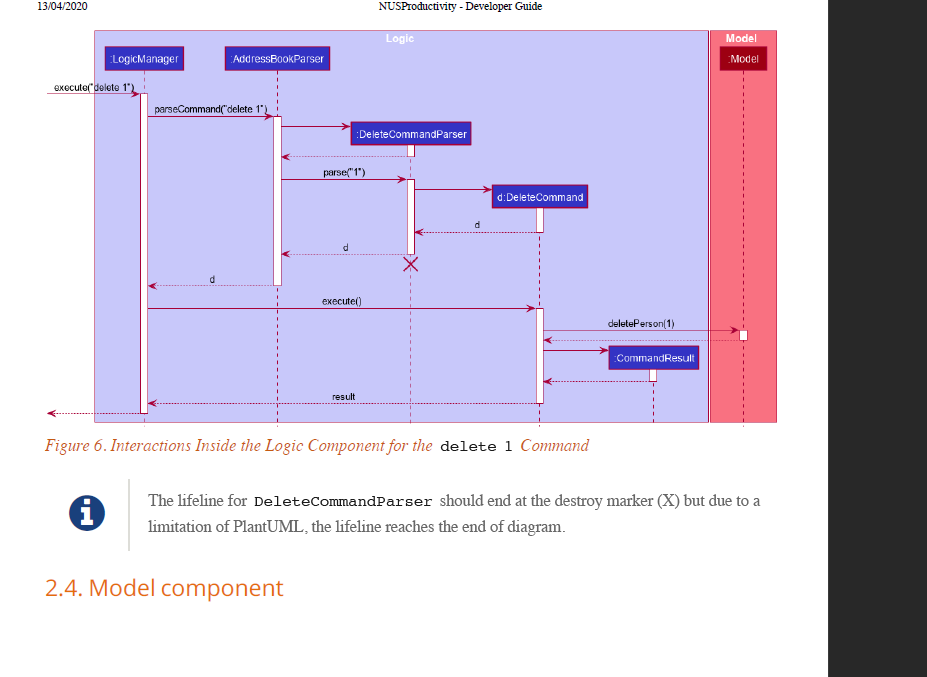 13/04/2020 NUSProductivity - Developer Guide
Logic Model
:LogicManager :AddressBookParser :Model
execute("delete 1")
parseCommand("delete 1")
:DeleteCommandParser
parse("1")
d:DeleteCommand
d
d
d
execute()
deletePerson(1)
:CommandResult
result
Figure 6. Interactions Inside the Logic Component for the delete 1 Command
The lifeline for DeleteCommandParser should end at the destroy marker (X) but due to a
limitation of PlantUML, the lifeline reaches the end of diagram.
2.4. Model component